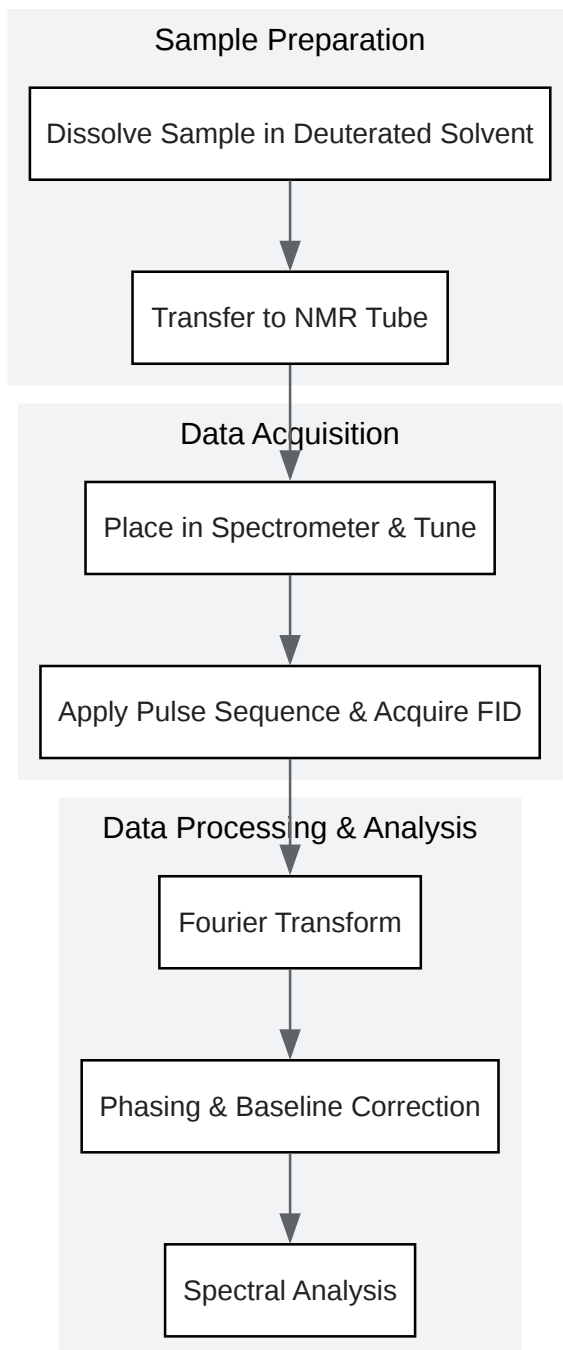 Sample Preparation
Dissolve Sample in Deuterated Solvent
Transfer to NMR Tube
Data Acquisition
Place in Spectrometer & Tune
Apply Pulse Sequence & Acquire FID
Data Processing & Analysis
Fourier Transform
Phasing & Baseline Correction
Spectral Analysis